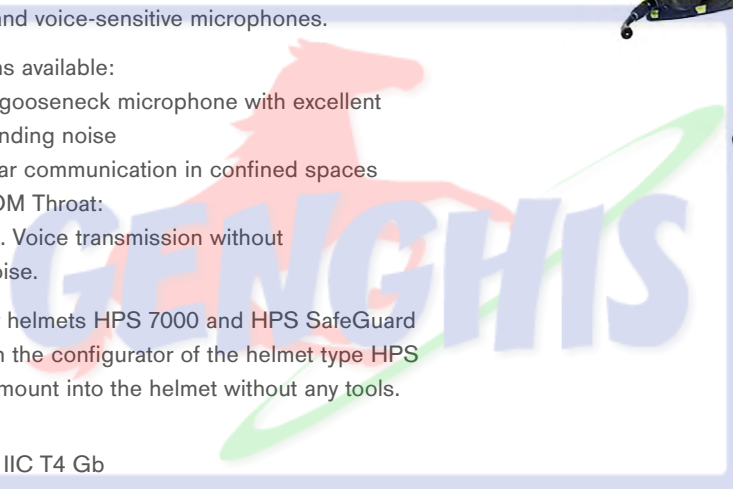 and voice-sensitive microphones.
available:
gooseneck microphone with excellent
nding noise
ar communication in confined spaces
OM Throat:
. Voice transmission without
oise.
helmets HPS 7000 and HPS SafeGuard
n the configurator of the helmet type HPS
mount into the helmet without any tools.
IIC T4 Gb
GENGHIS